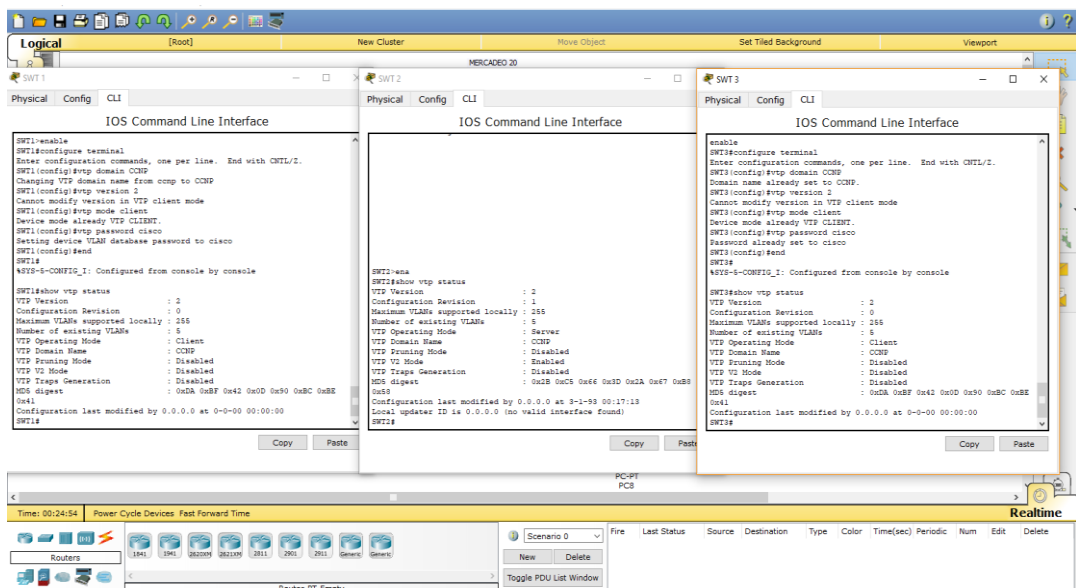 Logical
[Root]
New Cluster
Move Object
Set Tiled Background
Viewport
MERCADEO 20
SWT 1
Physical Config CLI
IOS Command Line Interface
SWT1>enable
SWT1#configure terminal
Enter configuration commands, one per line. End with CNTL/Z.
SWT1(config)#vtp domain CCNP
Changing VTP domain name from ccnp to CCNP
SWT1(config)#vtp version 2
Cannot modify version in VTP client mode
SWT1(config)#vtp mode client
Device mode already VTP CLIENT.
SWT1(config)#vtp password cisco
Setting device VLAN database password to cisco
SWT1(config)#end
SWT1#
%SYS-5-CONFIG_I: Configured from console by console
SWT1#show vtp status
VTP Version : 2
Configuration Revision : 0
Maximum VLANs supported locally : 255
Number of existing VLANs : 5
VTP Operating Mode : Client
VTP Domain Name : CCNP
VTP Pruning Mode : Disabled
VTP V2 Mode : Disabled
VTP Traps Generation : Disabled
MD5 digest : 0xDA 0xBF 0x42 0x0D 0x90 0xBC 0xBE
0x41
Configuration last modified by 0.0.0.0 at 0-0-00 00:00:00
SWT1#
Copy Paste
SWT 2
Physical Config CLI
IOS Command Line Interface
SWT2>ena
SWT2#show vtp status
VTP Version : 2
Configuration Revision : 1
Maximum VLANs supported locally : 255
Number of existing VLANs : 5
VTP Operating Mode : Server
VTP Domain Name : CCNP
VTP Pruning Mode : Disabled
VTP V2 Mode : Enabled
VTP Traps Generation : Disabled
MD5 digest : 0x2B 0xC5 0x66 0x3D 0x2A 0x67 0xB8
0x58
Configuration last modified by 0.0.0.0 at 3-1-93 00:17:13
Local updater ID is 0.0.0.0 (no valid interface found)
SWT2#
Copy Past
SWT 3
Physical Config CLI
IOS Command Line Interface
enable
SWT3#configure terminal
Enter configuration commands, one per line. End with CNTL/Z.
SWT3(config)#vtp domain CCNP
Domain name already set to CCNP.
SWT3(config)#vtp version 2
Cannot modify version in VTP client mode
SWT3(config)#vtp mode client
Device mode already VTP CLIENT.
SWT3(config)#vtp password cisco
Password already set to cisco
SWT3(config)#end
SWT3#
%SYS-5-CONFIG_I: Configured from console by console
SWT3#show vtp status
VTP Version : 2
Configuration Revision : 0
Maximum VLANs supported locally : 255
Number of existing VLANs : 5
VTP Operating Mode : Client
VTP Domain Name : CCNP
VTP Pruning Mode : Disabled
VTP V2 Mode : Disabled
VTP Traps Generation : Disabled
MD5 digest : 0xDA 0xBF 0x42 0x0D 0x90 0xBC 0xBE
0x41
Configuration last modified by 0.0.0.0 at 0-0-00 00:00:00
SWT3#
Copy Paste
PC-PT
PC8
Time: 00:24:54 Power Cycle Devices Fast Forward Time
Realtime
Routers
1841 1941 2620XM 2621XM 2811 2901 2911 Generic Generic
Scenario 0
New Delete
Toggle PDU List Window
Fire Last Status Source Destination Type Color Time(sec) Periodic Num Edit Delete
Router-PT-Empty